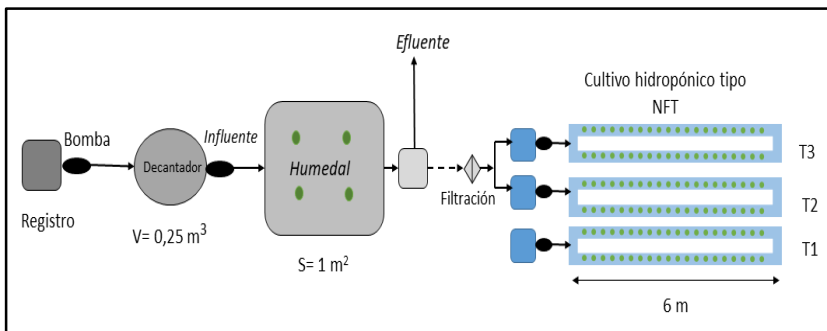 Registro
Bomba
Decantador
V= 0,25 m³
Influente
Humedal
S= 1 m²
Efluente
Filtración
Cultivo hidropónico tipo
NFT
T3
T2
T1
6 m